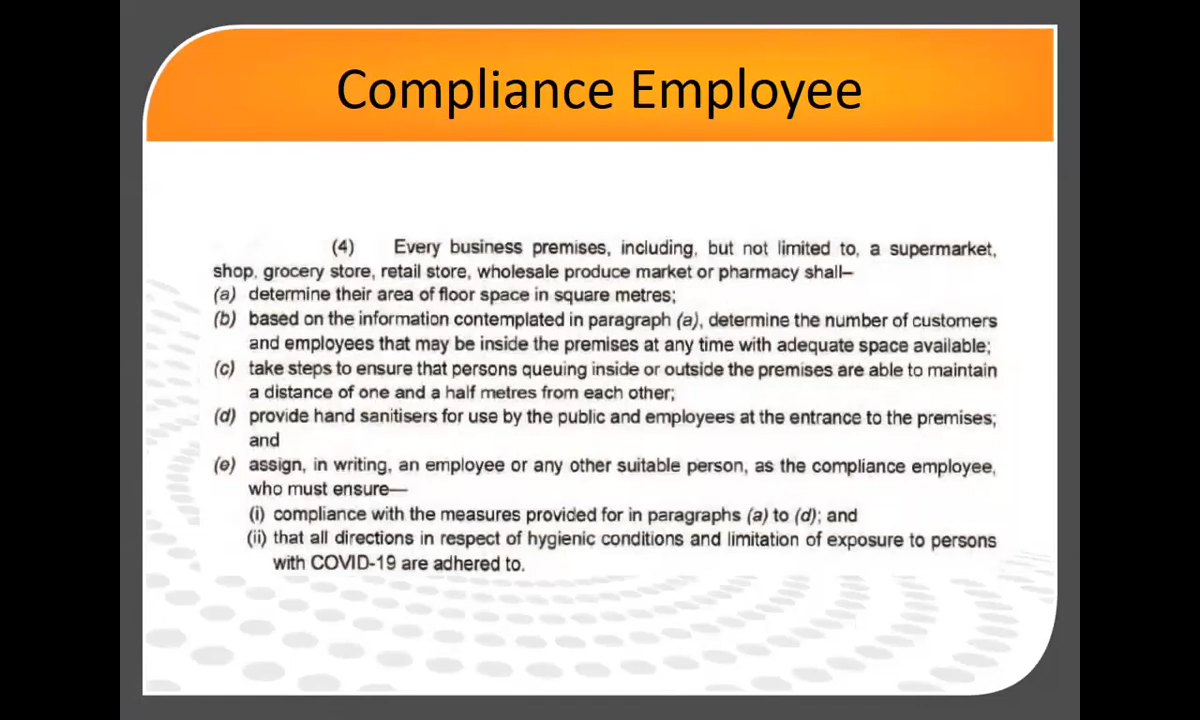 Compliance Employee
(4) Every business premises, including, but not limited to, a supermarket,
shop, grocery store, retail store, wholesale produce market or pharmacy shall–
(a) determine their area of floor space in square metres;
(b) based on the information contemplated in paragraph (a), determine the number of customers
and employees that may be inside the premises at any time with adequate space available;
(c) take steps to ensure that persons queuing inside or outside the premises are able to maintain
a distance of one and a half metres from each other;
(d) provide hand sanitisers for use by the public and employees at the entrance to the premises;
and
(e) assign, in writing, an employee or any other suitable person, as the compliance employee,
who must ensure—
(i) compliance with the measures provided for in paragraphs (a) to (d); and
(ii) that all directions in respect of hygienic conditions and limitation of exposure to persons
with COVID-19 are adhered to.